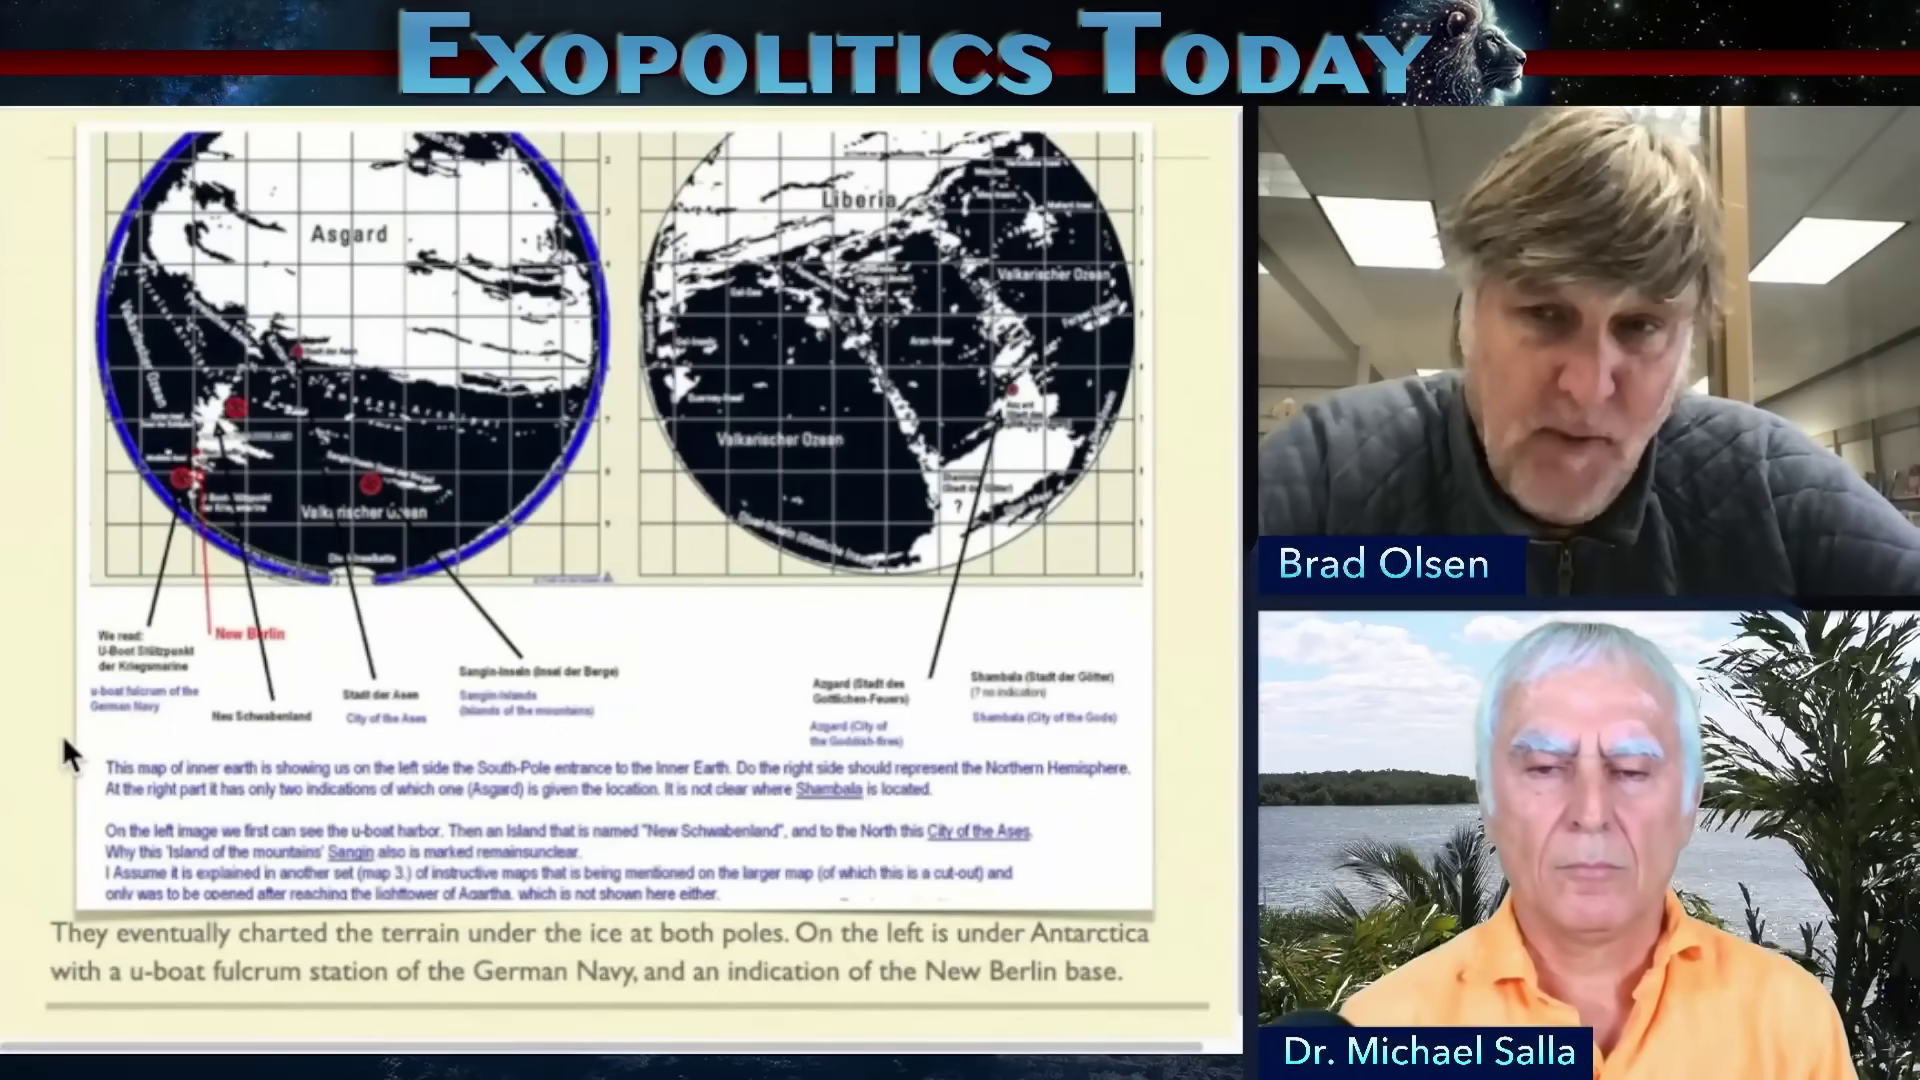 EXOPOLITICS TODAY
Asgard
Liberia
Valkarischer Ozean
Valkarischer Ozean
Stadt der Asen
Valkarischer Ozean
Valkarischer Ozean
?
We read:
U-Boot Stützpunkt
der Kriegsmarine
u-boat fulcrum of the
German Navy
New Berlin
Neu Schwabenland
Stadt der Asen
City of the Ases
Sangin-Inseln (Insel der Berge)
Sangin-Islands
(Islands of the mountains)
Azgard (Stadt des
Gottlichen-Feuers)
Azgard (City of
the Goddish-fires)
Shambala (Stadt der Götter)
(? no indication)
Shambala (City of the Gods)
This map of inner earth is showing us on the left side the South-Pole entrance to the Inner Earth. Do the right side should represent the Northern Hemisphere.
At the right part it has only two indications of which one (Asgard) is given the location. It is not clear where Shambala is located.
On the left image we first can see the u-boat harbor. Then an Island that is named "New Schwabenland", and to the North this City of the Ases.
Why this 'Island of the mountains' Sangin also is marked remainsunclear.
I Assume it is explained in another set (map 3,) of instructive maps that is being mentioned on the larger map (of which this is a cut-out) and
only was to be opened after reaching the lighttower of Agartha, which is not shown here either.
They eventually charted the terrain under the ice at both poles. On the left is under Antarctica
with a u-boat fulcrum station of the German Navy, and an indication of the New Berlin base.
Brad Olsen
Dr. Michael Salla